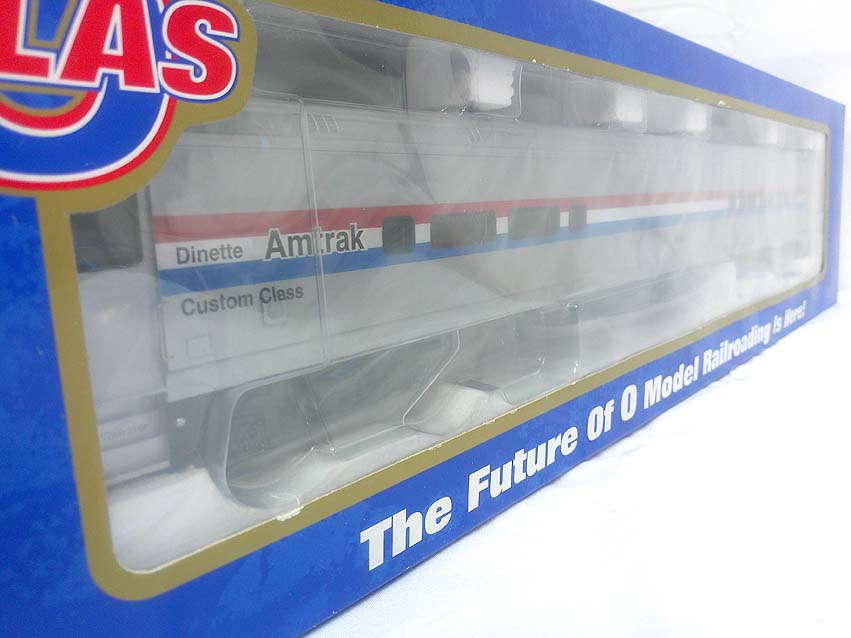 LAS
Dinette Amtrak
Custom Class
The Future Of O Model Railroading Is Here!